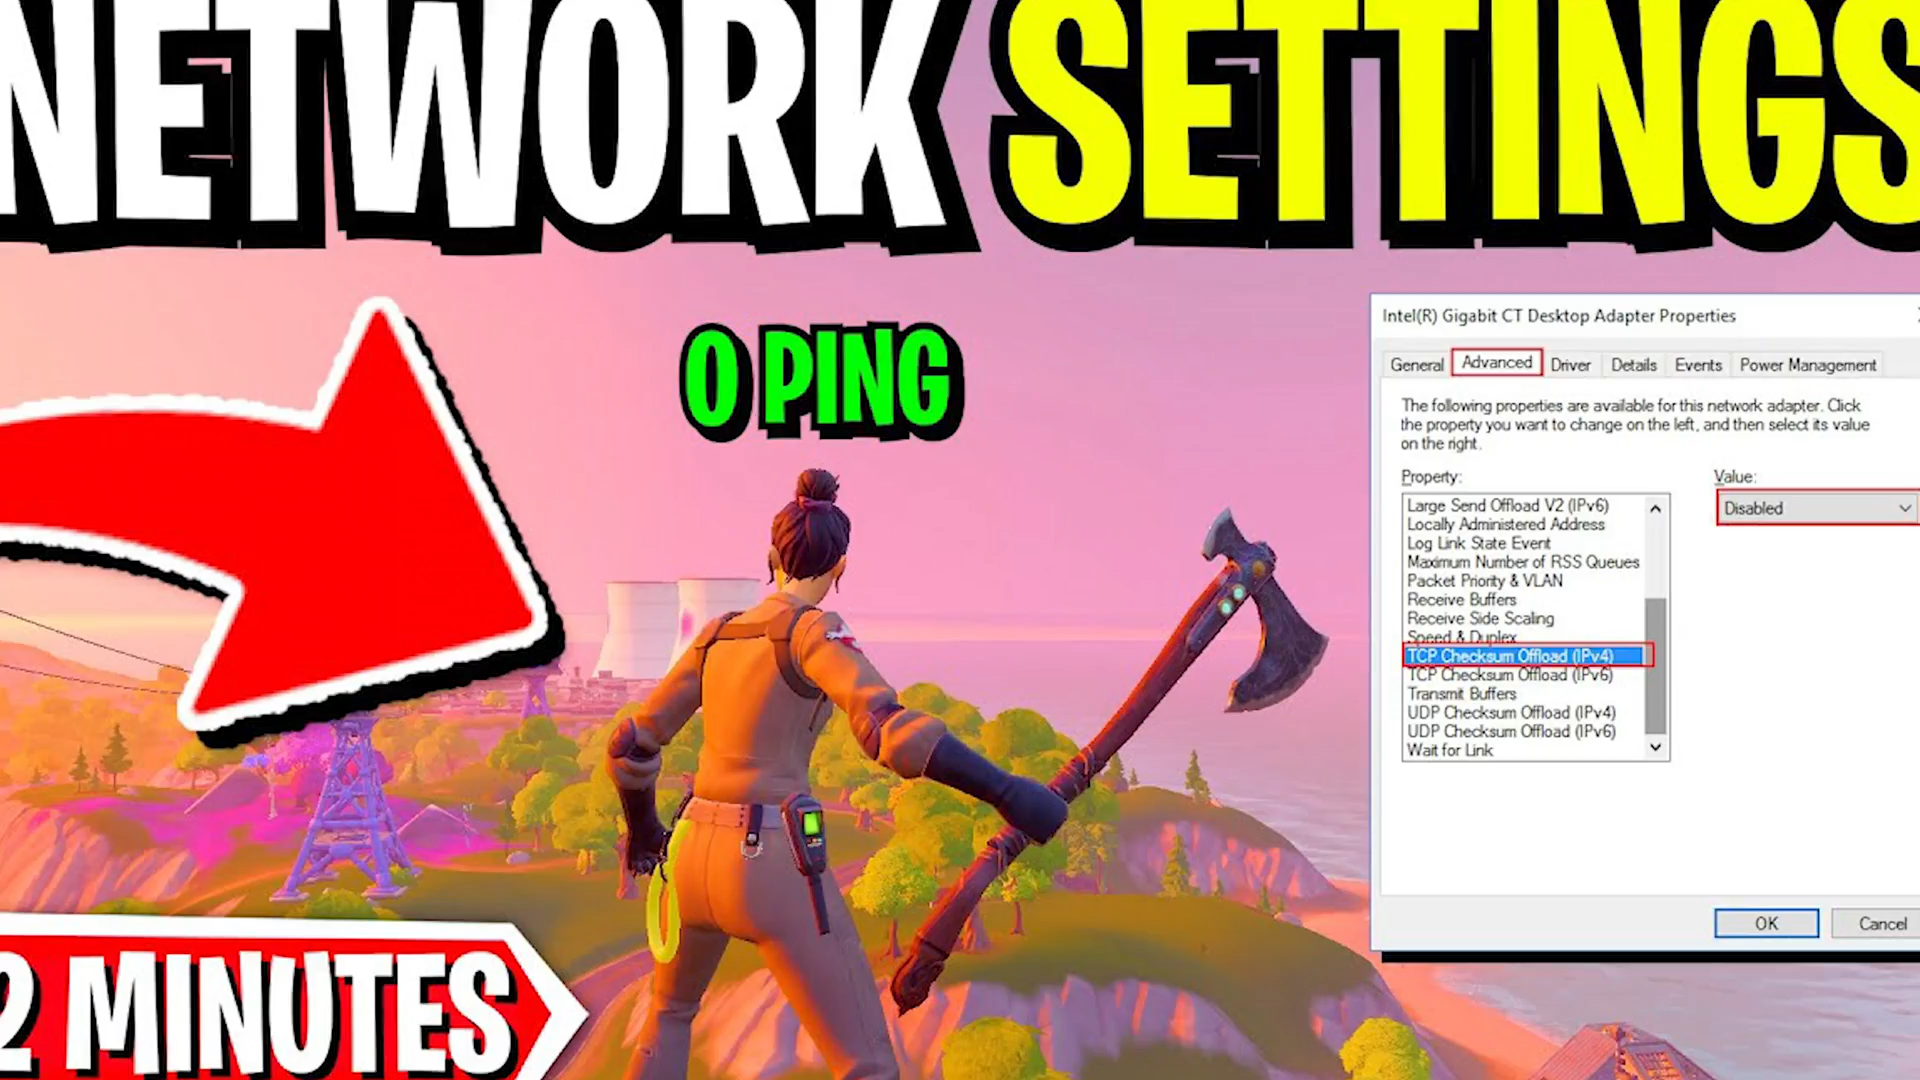 NETWORK SETTINGS
0 PING
2 MINUTES
Intel(R) Gigabit CT Desktop Adapter Properties
General Advanced Driver Details Events Power Management
The following properties are available for this network adapter. Click
the property you want to change on the left, and then select its value
on the right.
Property: Value:
Disabled
Large Send Offload V2 (IPv6)
Locally Administered Address
Log Link State Event
Maximum Number of RSS Queues
Packet Priority & VLAN
Receive Buffers
Receive Side Scaling
Speed & Duplex
TCP Checksum Offload (IPv4)
TCP Checksum Offload (IPv6)
Transmit Buffers
UDP Checksum Offload (IPv4)
UDP Checksum Offload (IPv6)
Wait for Link
OK Cancel